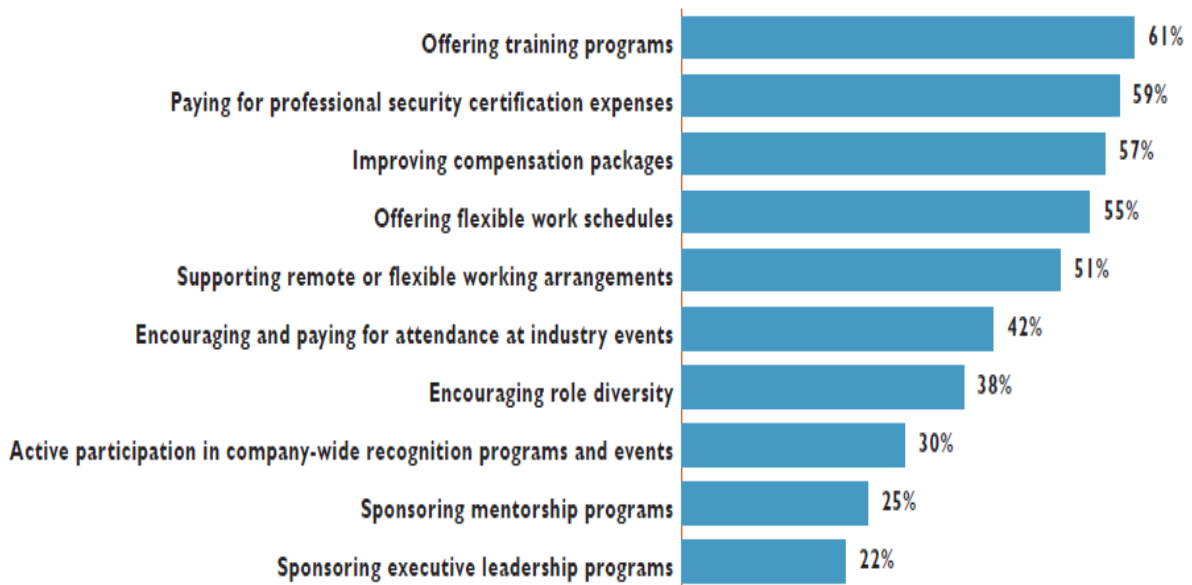 Offering training programs 61%
Paying for professional security certification expenses 59%
Improving compensation packages 57%
Offering flexible work schedules 55%
Supporting remote or flexible working arrangements 51%
Encouraging and paying for attendance at industry events 42%
Encouraging role diversity 38%
Active participation in company-wide recognition programs and events 30%
Sponsoring mentorship programs 25%
Sponsoring executive leadership programs 22%